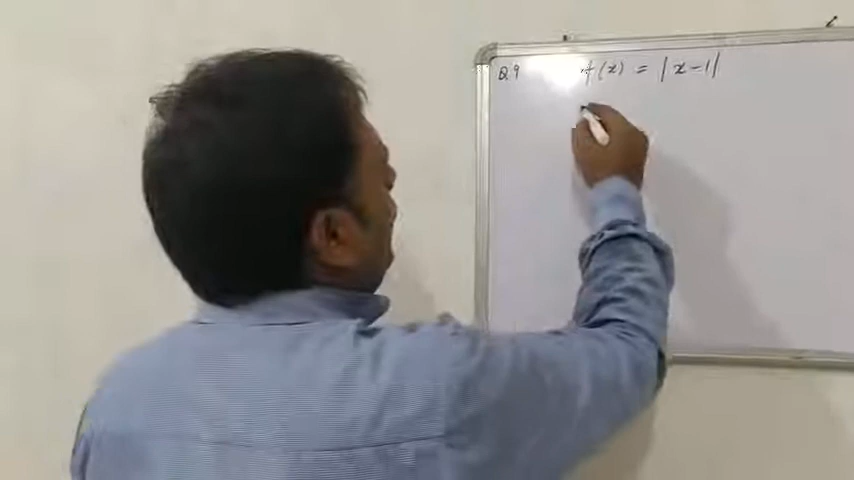 Q.9 f(x) = |x-1|